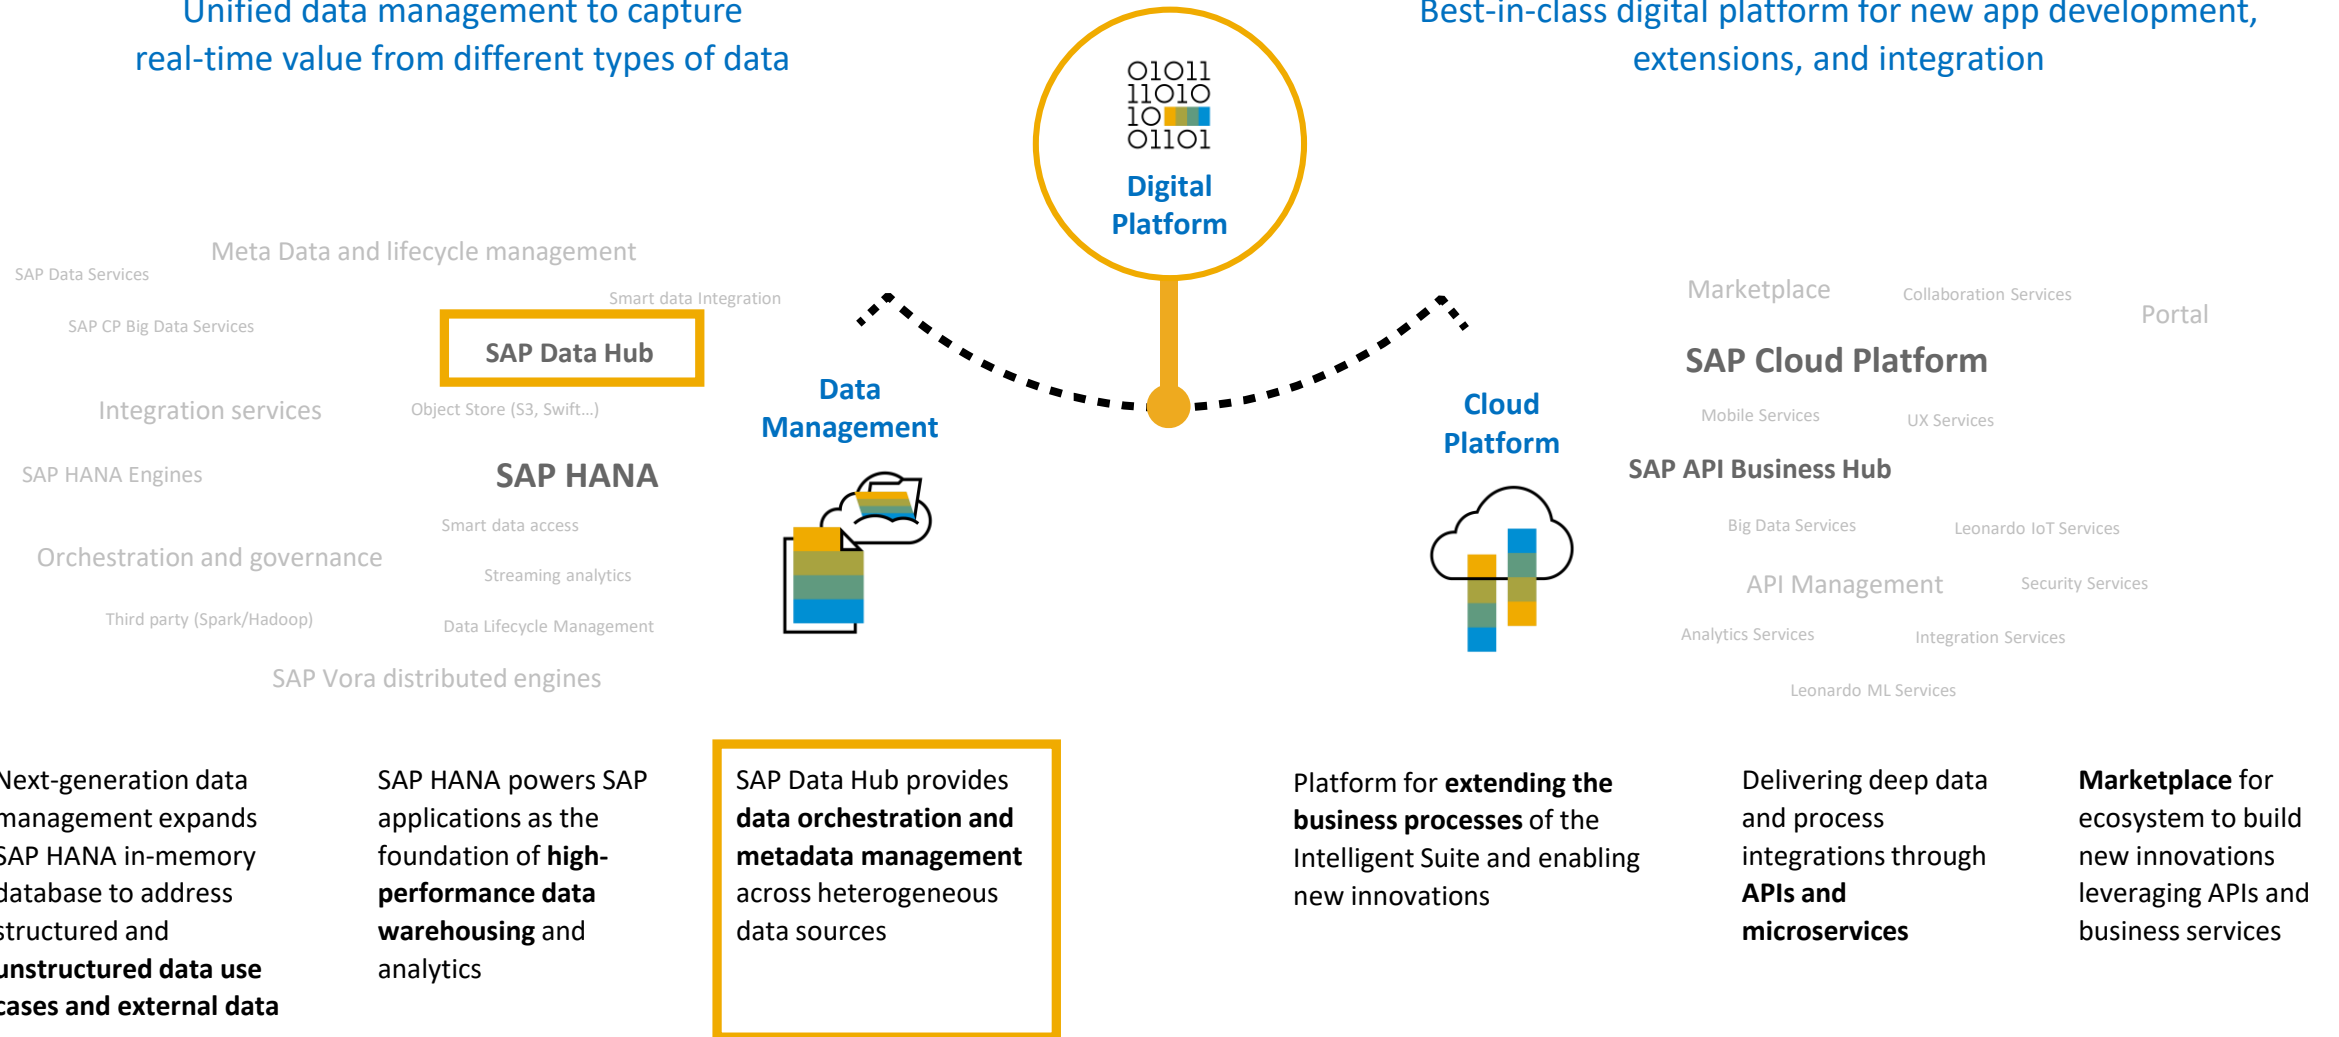 Unified data management to capture
real-time value from different types of data
Best-in-class digital platform for new app development,
extensions, and integration
01011
11010
10
01101
Digital
Platform
Meta Data and lifecycle management
SAP Data Services
Smart data Integration
SAP CP Big Data Services
SAP Data Hub
Integration services
Object Store (S3, Swift...)
SAP HANA Engines
SAP HANA
Smart data access
Orchestration and governance
Streaming analytics
Third party (Spark/Hadoop)
Data Lifecycle Management
SAP Vora distributed engines
Data
Management
Cloud
Platform
Marketplace
Collaboration Services
Portal
SAP Cloud Platform
Mobile Services
UX Services
SAP API Business Hub
Big Data Services
Leonardo IoT Services
API Management
Security Services
Analytics Services
Integration Services
Leonardo ML Services
Next-generation data
management expands
SAP HANA in-memory
database to address
structured and
unstructured data use
cases and external data
SAP HANA powers SAP
applications as the
foundation of high-
performance data
warehousing and
analytics
SAP Data Hub provides
data orchestration and
metadata management
across heterogeneous
data sources
Platform for extending the
business processes of the
Intelligent Suite and enabling
new innovations
Delivering deep data
and process
integrations through
APIs and
microservices
Marketplace for
ecosystem to build
new innovations
leveraging APIs and
business services